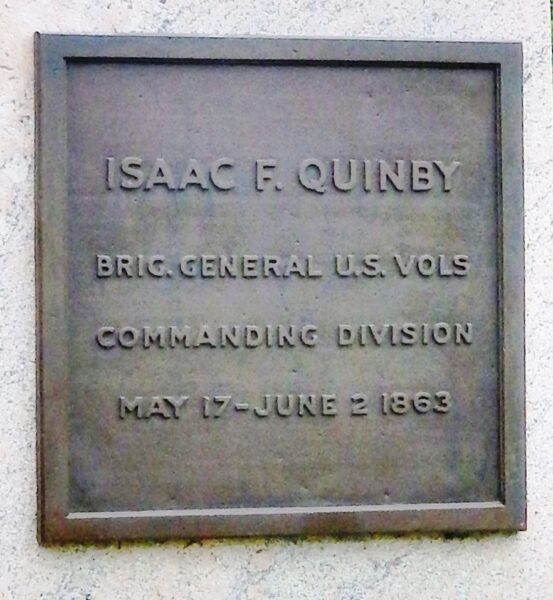 ISAAC F. QUINBY
BRIG. GENERAL U.S. VOLS
COMMANDING DIVISION
MAY 17-JUNE 2 1863